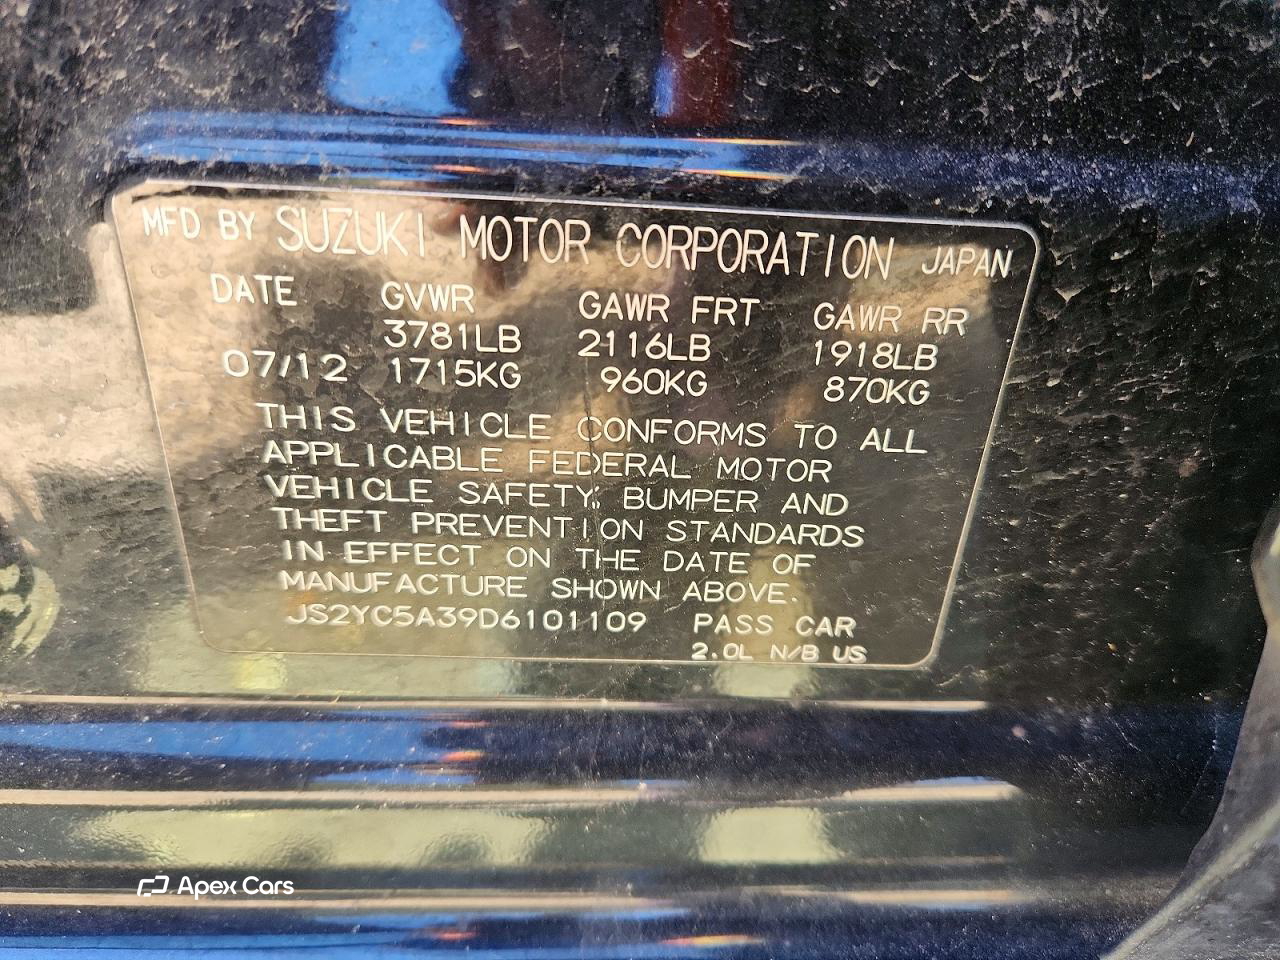 MFD BY SUZUKI MOTOR CORPORATION JAPAN
DATE GVWR GAWR FRT GAWR RR
3781LB 2116LB 1918LB
07/12 1715KG 960KG 870KG
THIS VEHICLE CONFORMS TO ALL
APPLICABLE FEDERAL MOTOR
VEHICLE SAFETY, BUMPER AND
THEFT PREVENTION STANDARDS
IN EFFECT ON THE DATE OF
MANUFACTURE SHOWN ABOVE.
JS2YC5A39D6101109 PASS CAR
2.0L N/B US
Apex Cars